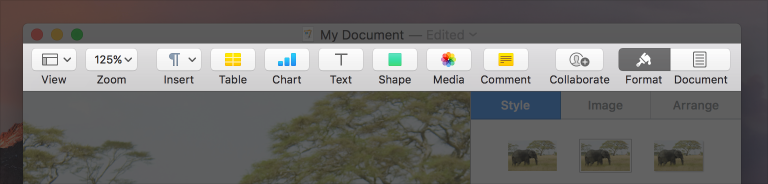 My Document — Edited
125%
View Zoom Insert Table Chart Text Shape Media Comment Collaborate Format Document
Style Image Arrange